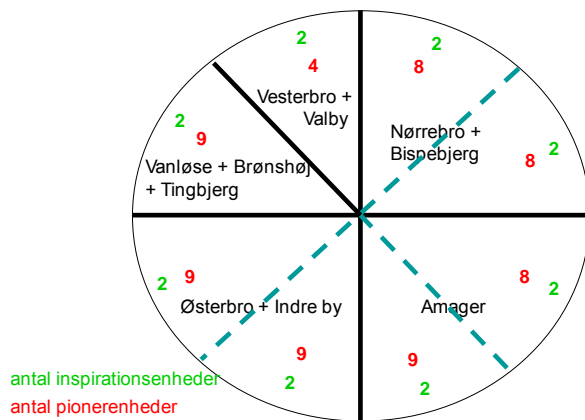 2
4
Vesterbro +
Valby
2
8
Nørrebro +
Bispebjerg
8
2
2
9
Vanløse + Brønshøj
+ Tingbjerg
9
2
Østerbro + Indre by
9
2
8
2
Amager
9
2
antal inspirationsenheder
antal pionerenheder